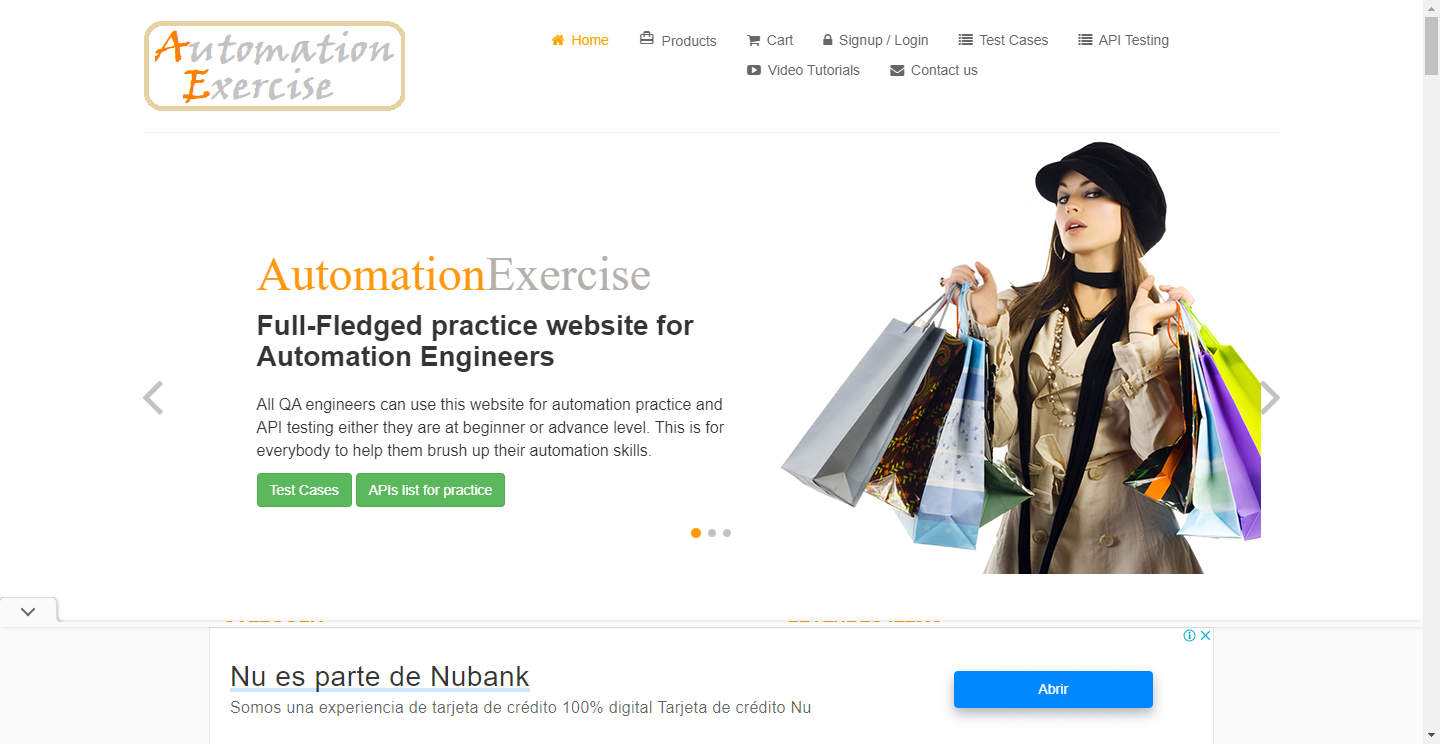 Automation
Exercise
Home
Products
Cart
Signup / Login
Test Cases
API Testing
Video Tutorials
Contact us
AutomationExercise
Full-Fledged practice website for
Automation Engineers
All QA engineers can use this website for automation practice and
API testing either they are at beginner or advance level. This is for
everybody to help them brush up their automation skills.
Test Cases
APIs list for practice
Nu es parte de Nubank
Somos una experiencia de tarjeta de crédito 100% digital Tarjeta de crédito Nu
Abrir